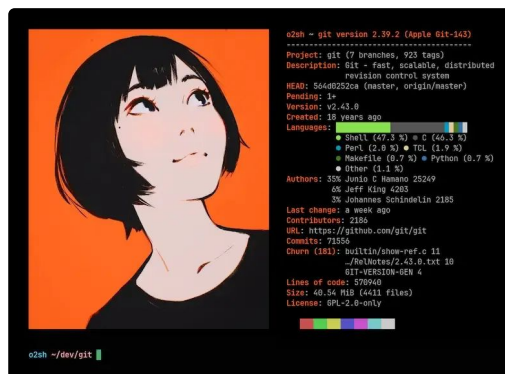 o2sh ~ git version 2.39.2 (Apple Git-143)
-----------------------------------------
Project: git (7 branches, 923 tags)
Description: Git - fast, scalable, distributed
revision control system
HEAD: 564d0252ca (master, origin/master)
Pending: 1+
Version: v2.43.0
Created: 18 years ago
Languages:
● Shell (47.3 %) ● C (46.3 %)
● Perl (2.0 %) ● TCL (1.9 %)
● Makefile (0.7 %) ● Python (0.7 %)
● Other (1.1 %)
Authors: 35% Junio C Hamano 25249
6% Jeff King 4203
3% Johannes Schindelin 2185
Last change: a week ago
Contributors: 2186
URL: https://github.com/git/git
Commits: 71556
Churn (181): builtin/show-ref.c 11
…/RelNotes/2.43.0.txt 10
GIT-VERSION-GEN 4
Lines of code: 570940
Size: 40.54 MiB (4411 files)
License: GPL-2.0-only
o2sh ~/dev/git